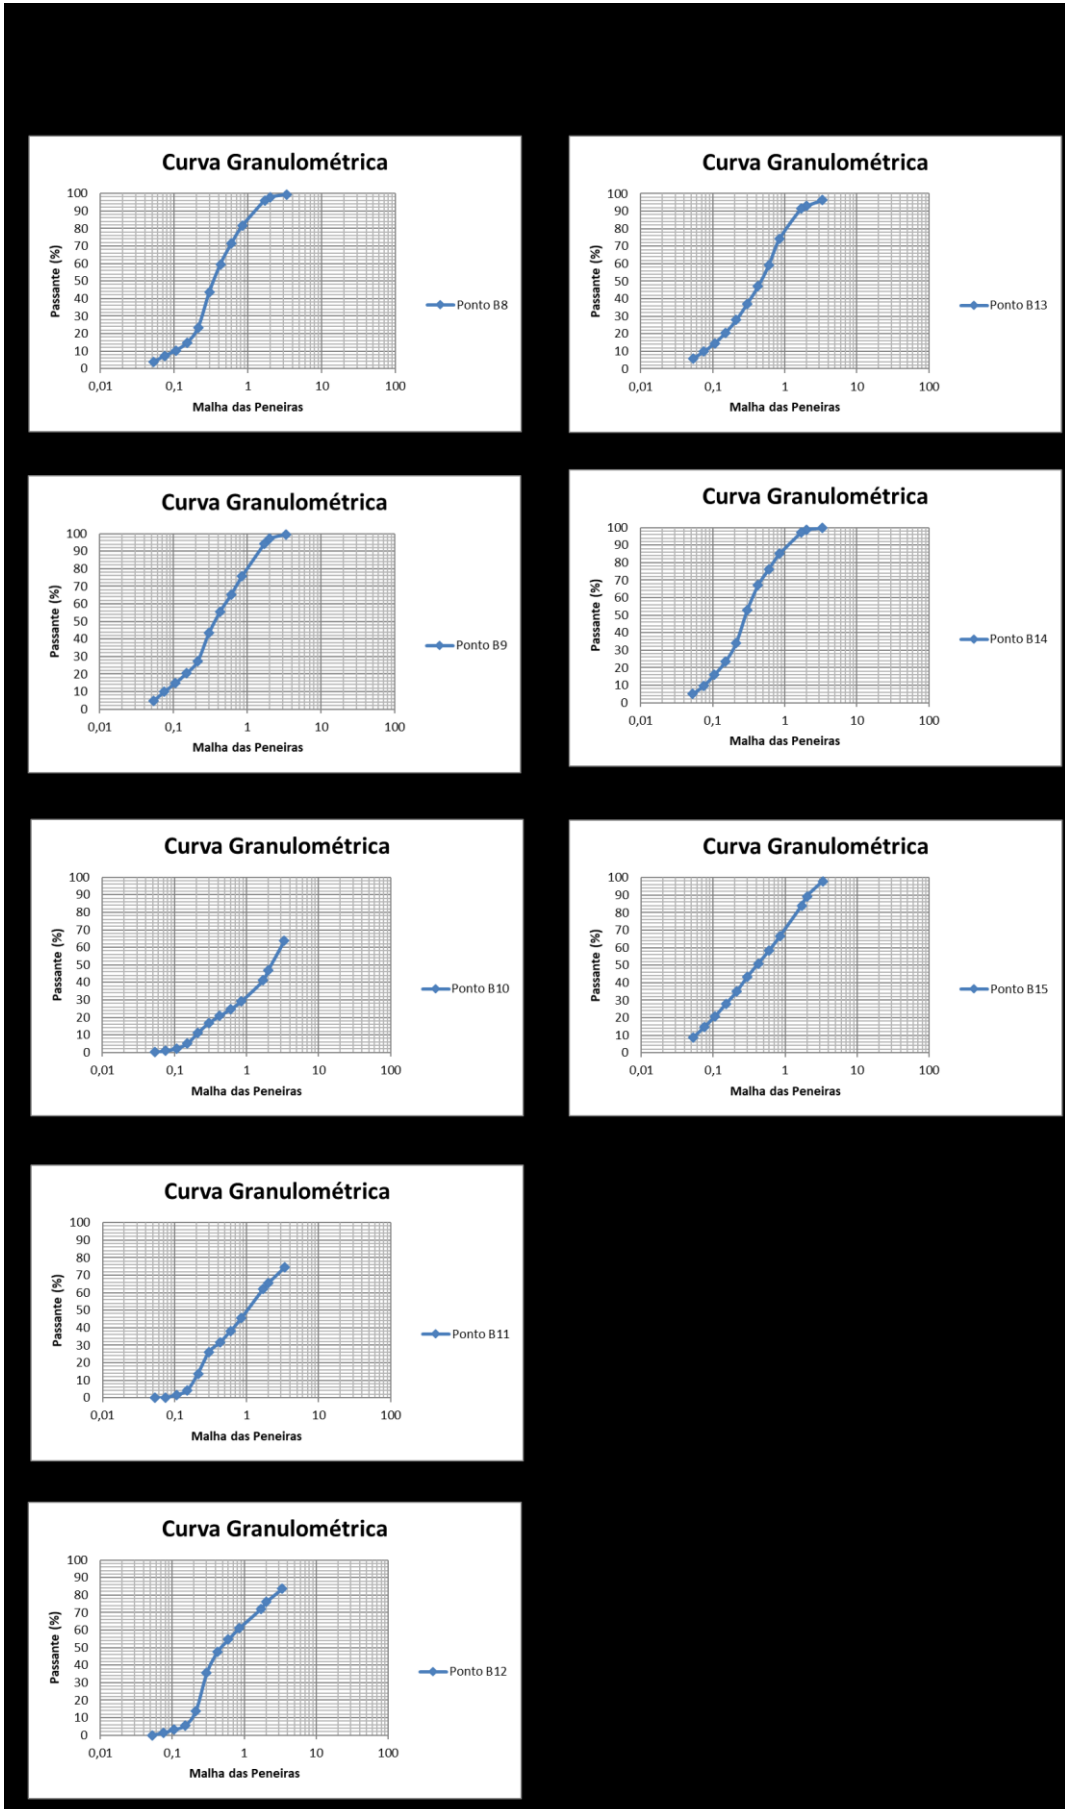 Curva Granulométrica
100
90
80
70
60
50
40
30
20
10
0
Passante (%)
0,01 0,1 1 10 100
Malha das Peneiras
Ponto B8
Curva Granulométrica
100
90
80
70
60
50
40
30
20
10
0
Passante (%)
0,01 0,1 1 10 100
Malha das Peneiras
Ponto B13
Curva Granulométrica
100
90
80
70
60
50
40
30
20
10
0
Passante (%)
0,01 0,1 1 10 100
Malha das Peneiras
Ponto B9
Curva Granulométrica
100
90
80
70
60
50
40
30
20
10
0
Passante (%)
0,01 0,1 1 10 100
Malha das Peneiras
Ponto B14
Curva Granulométrica
100
90
80
70
60
50
40
30
20
10
0
Passante (%)
0,01 0,1 1 10 100
Malha das Peneiras
Ponto B10
Curva Granulométrica
100
90
80
70
60
50
40
30
20
10
0
Passante (%)
0,01 0,1 1 10 100
Malha das Peneiras
Ponto B15
Curva Granulométrica
100
90
80
70
60
50
40
30
20
10
0
Passante (%)
0,01 0,1 1 10 100
Malha das Peneiras
Ponto B11
Curva Granulométrica
100
90
80
70
60
50
40
30
20
10
0
Passante (%)
0,01 0,1 1 10 100
Malha das Peneiras
Ponto B12